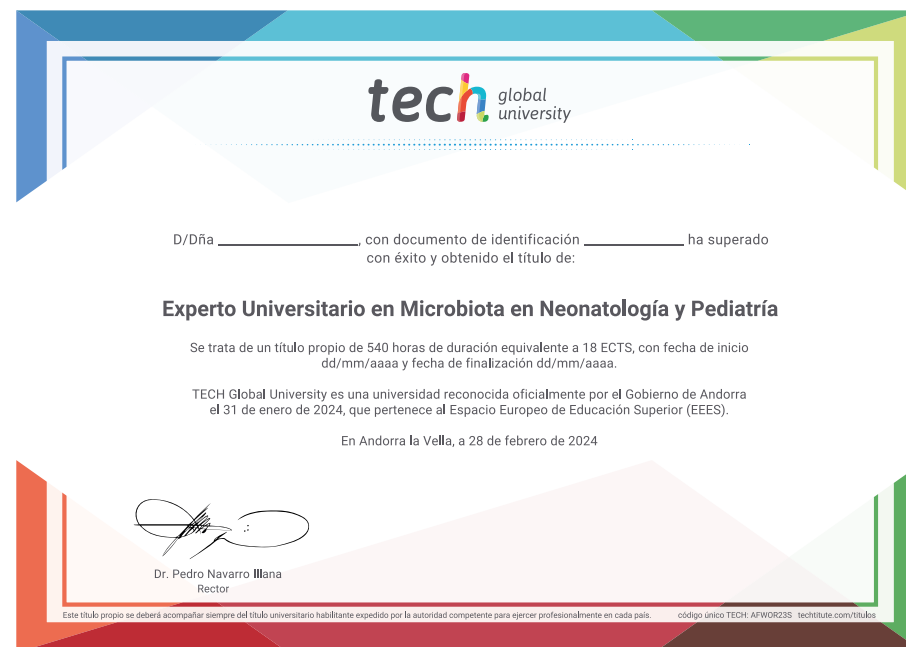 tech global university
D/Dña ____________________, con documento de identificación ______________ ha superado
con éxito y obtenido el título de:
Experto Universitario en Microbiota en Neonatología y Pediatría
Se trata de un título propio de 540 horas de duración equivalente a 18 ECTS, con fecha de inicio
dd/mm/aaaa y fecha de finalización dd/mm/aaaa.
TECH Global University es una universidad reconocida oficialmente por el Gobierno de Andorra
el 31 de enero de 2024, que pertenece al Espacio Europeo de Educación Superior (EEES).
En Andorra la Vella, a 28 de febrero de 2024
Dr. Pedro Navarro Illana
Rector
Este título propio se deberá acompañar siempre del título universitario habilitante expedido por la autoridad competente para ejercer profesionalmente en cada país. código único TECH: AFWOR23S techtitute.com/titulos